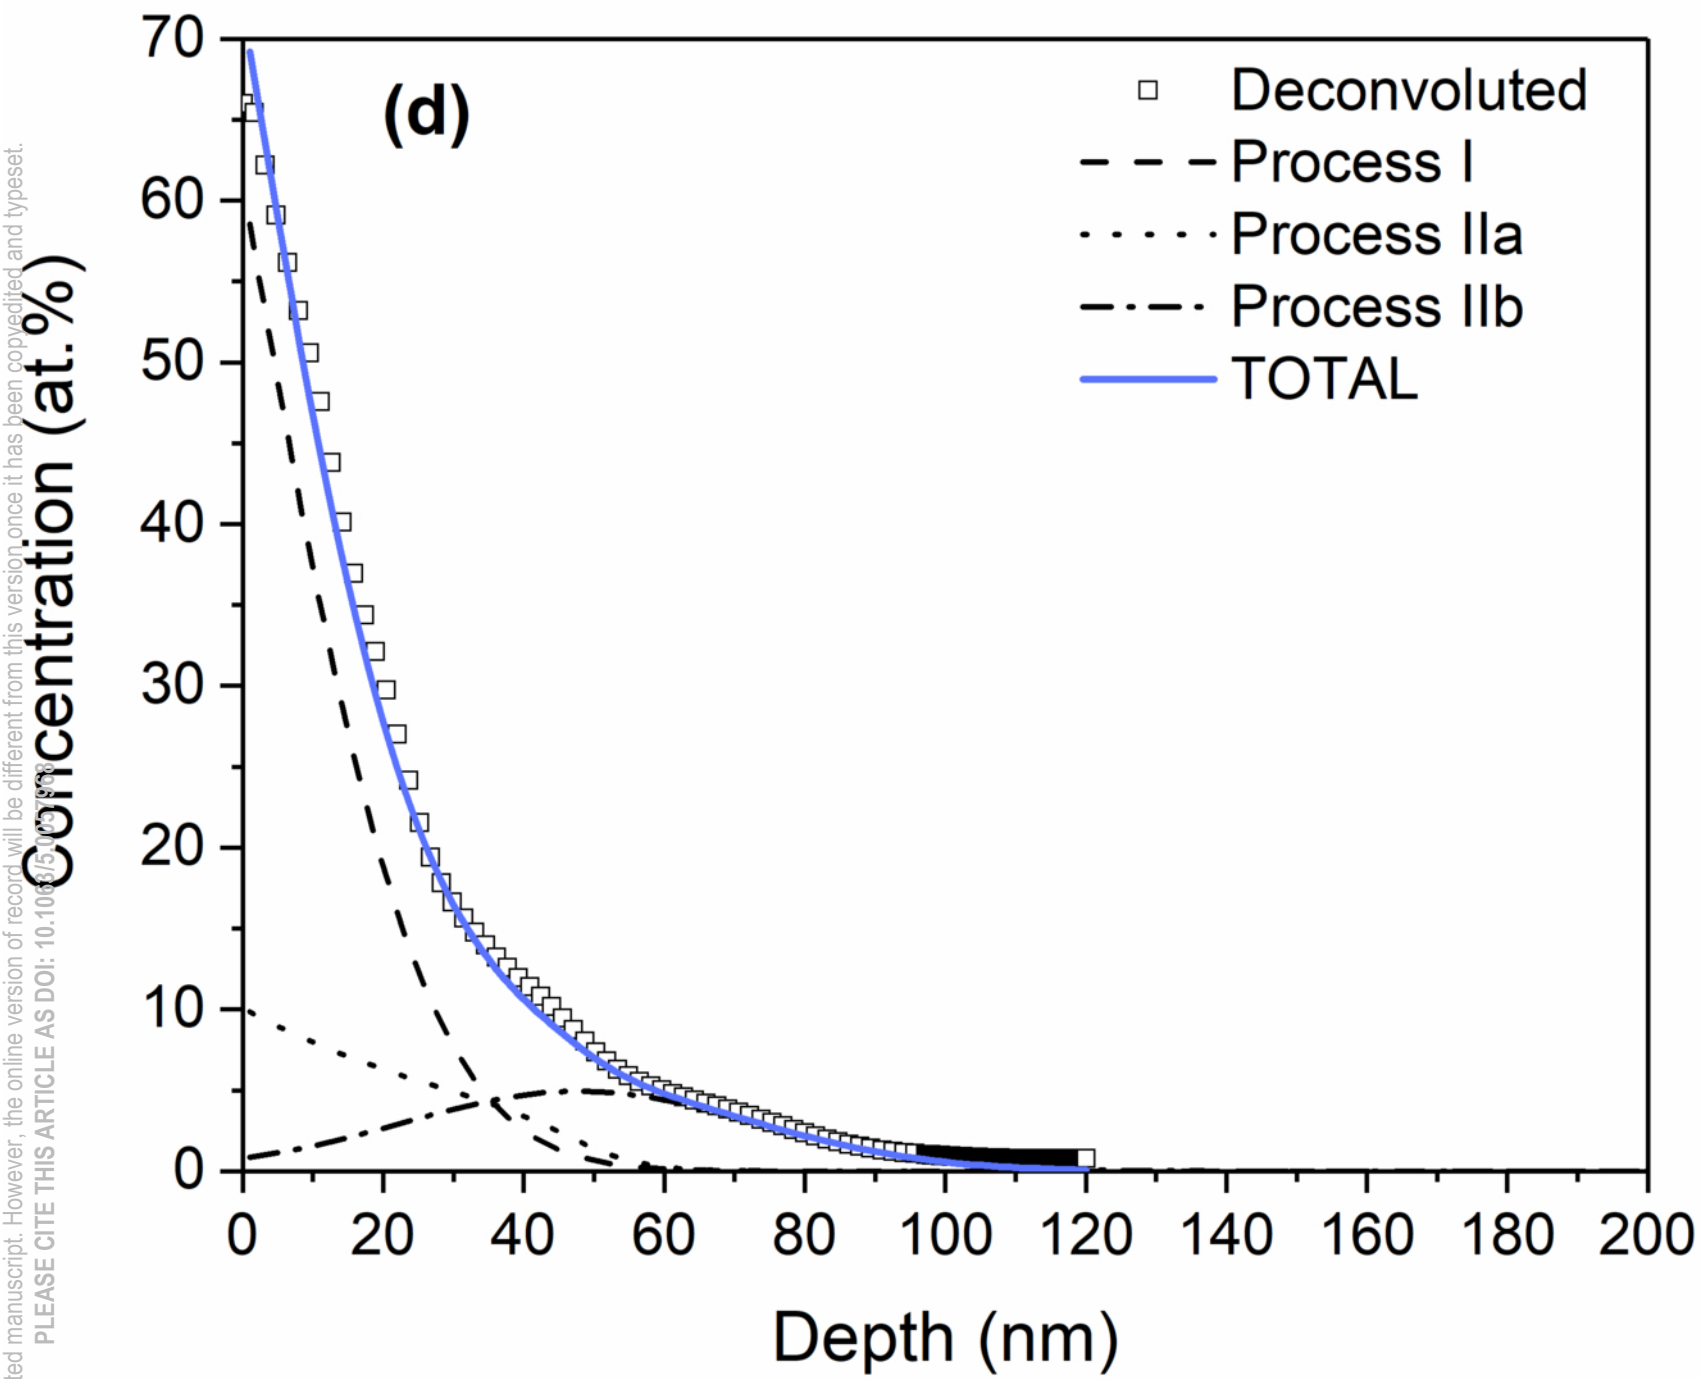 ted manuscript. However, the online version of record will be different from this version once it has been copyedited and typeset.
PLEASE CITE THIS ARTICLE AS DOI: 10.1063/5.0057968
Concentration (at.%)
70
60
50
40
30
20
10
0
(d)
Deconvoluted
Process I
Process IIa
Process IIb
TOTAL
0 20 40 60 80 100 120 140 160 180 200
Depth (nm)